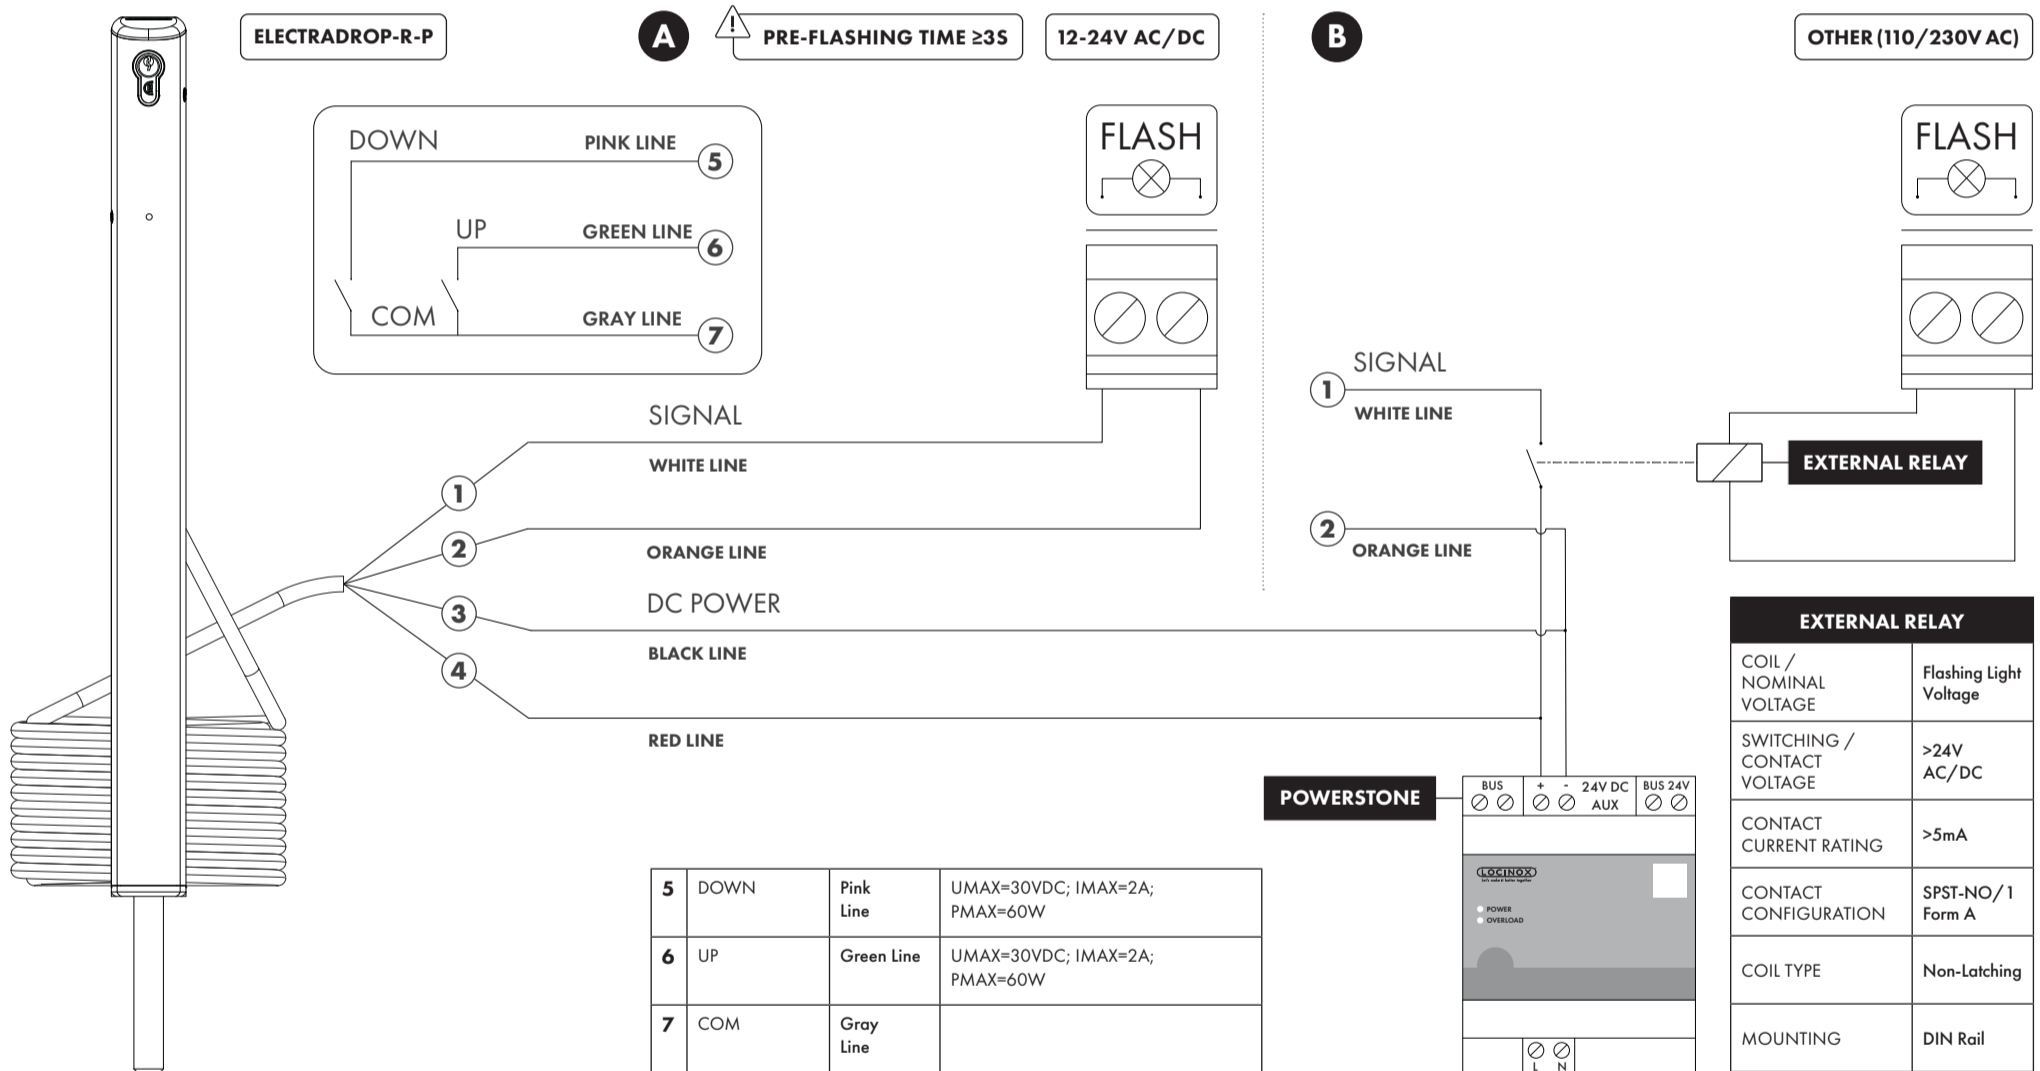 ELECTRADROP-R-P
A
! PRE-FLASHING TIME ≥3S
12-24V AC/DC
B
OTHER (110/230V AC)
DOWN
PINK LINE
5
UP
GREEN LINE
6
COM
GRAY LINE
7
FLASH
FLASH
SIGNAL
WHITE LINE
1
2
ORANGE LINE
3
DC POWER
BLACK LINE
4
RED LINE
SIGNAL
1
WHITE LINE
2
ORANGE LINE
EXTERNAL RELAY
POWERSTONE
BUS
+ -
24V DC
AUX
BUS 24V
LOCINOX
Let's make it better together
POWER
OVERLOAD
L N
5 DOWN Pink Line UMAX=30VDC; IMAX=2A; PMAX=60W
6 UP Green Line UMAX=30VDC; IMAX=2A; PMAX=60W
7 COM Gray Line
EXTERNAL RELAY
COIL / NOMINAL VOLTAGE Flashing Light Voltage
SWITCHING / CONTACT VOLTAGE >24V AC/DC
CONTACT CURRENT RATING >5mA
CONTACT CONFIGURATION SPST-NO/1 Form A
COIL TYPE Non-Latching
MOUNTING DIN Rail